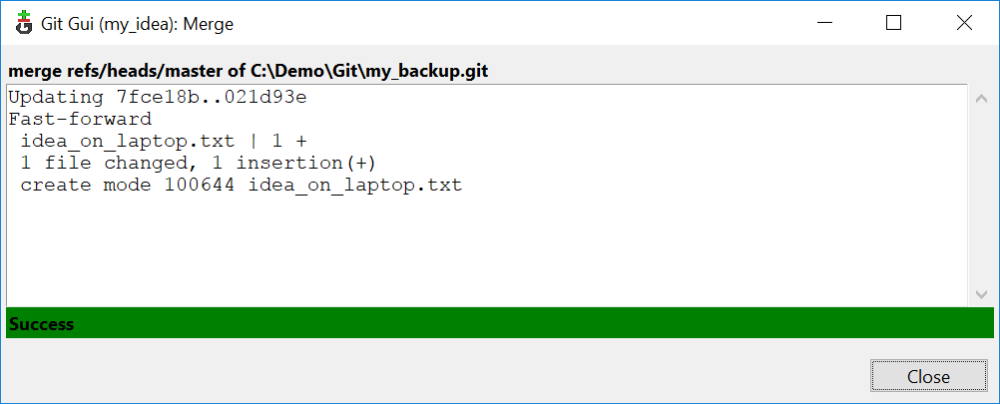 Git Gui (my_idea): Merge
merge refs/heads/master of C:\Demo\Git\my_backup.git
Updating 7fce18b..021d93e
Fast-forward
 idea_on_laptop.txt | 1 +
 1 file changed, 1 insertion(+)
 create mode 100644 idea_on_laptop.txt
Success
Close